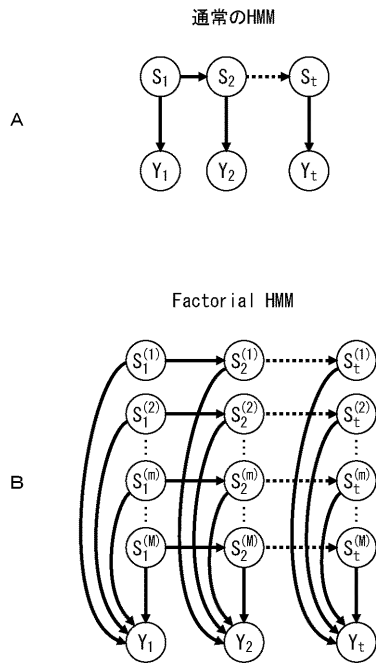 通常のHMM
A
S₁ S₂ Sₜ
Y₁ Y₂ Yₜ
Factorial HMM
S₁⁽¹⁾ S₂⁽¹⁾ Sₜ⁽¹⁾
S₁⁽²⁾ S₂⁽²⁾ Sₜ⁽²⁾
B
S₁⁽ᵐ⁾ S₂⁽ᵐ⁾ Sₜ⁽ᵐ⁾
S₁⁽ᴹ⁾ S₂⁽ᴹ⁾ Sₜ⁽ᴹ⁾
Y₁ Y₂ Yₜ